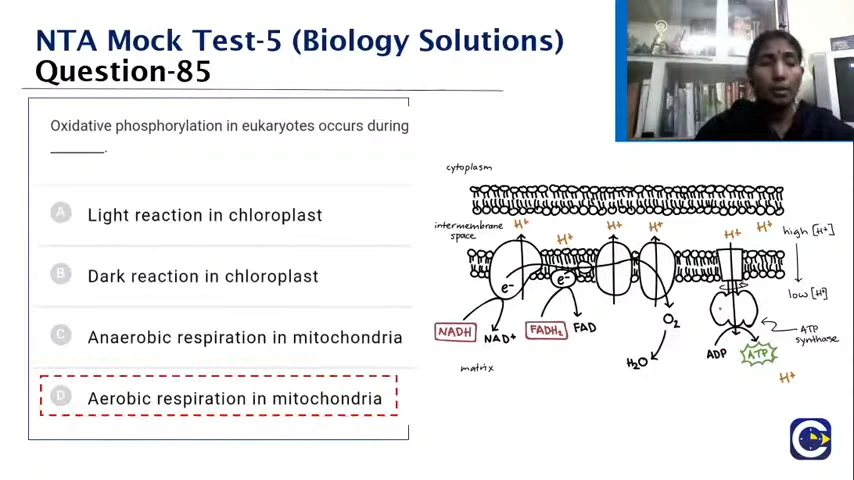 NTA Mock Test-5 (Biology Solutions)
Question-85
Oxidative phosphorylation in eukaryotes occurs during
______.
A Light reaction in chloroplast
B Dark reaction in chloroplast
C Anaerobic respiration in mitochondria
D Aerobic respiration in mitochondria
cytoplasm
intermembrane
space
H+ H+ H+ H+ H+ H+
high [H+]
low [H+]
e- e-
NADH NAD+ FADH2 FAD
O2
H2O
ADP ATP
ATP
synthase
matrix
H+
C